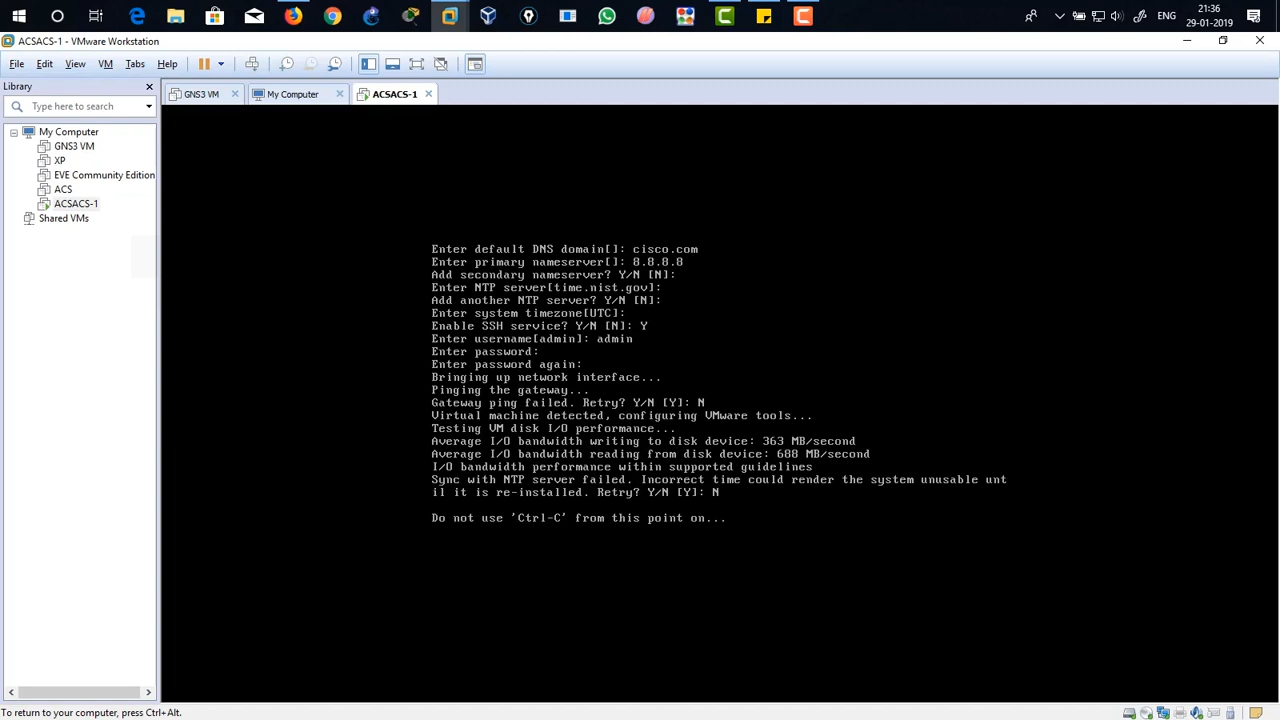 21:36
ENG
29-01-2019
ACSACS-1 - VMware Workstation
File Edit View VM Tabs Help
Library
Type here to search
My Computer
GNS3 VM
XP
EVE Community Edition
ACS
ACSACS-1
Shared VMs
GNS3 VM My Computer ACSACS-1
Enter default DNS domain[]: cisco.com
Enter primary nameserver[]: 8.8.8.8
Add secondary nameserver? Y/N [N]:
Enter NTP server[time.nist.gov]:
Add another NTP server? Y/N [N]:
Enter system timezone[UTC]:
Enable SSH service? Y/N [N]: Y
Enter username[admin]: admin
Enter password:
Enter password again:
Bringing up network interface...
Pinging the gateway...
Gateway ping failed. Retry? Y/N [Y]: N
Virtual machine detected, configuring VMware tools...
Testing VM disk I/O performance...
Average I/O bandwidth writing to disk device: 363 MB/second
Average I/O bandwidth reading from disk device: 688 MB/second
I/O bandwidth performance within supported guidelines
Sync with NTP server failed. Incorrect time could render the system unusable unt
il it is re-installed. Retry? Y/N [Y]: N
Do not use 'Ctrl-C' from this point on...
To return to your computer, press Ctrl+Alt.